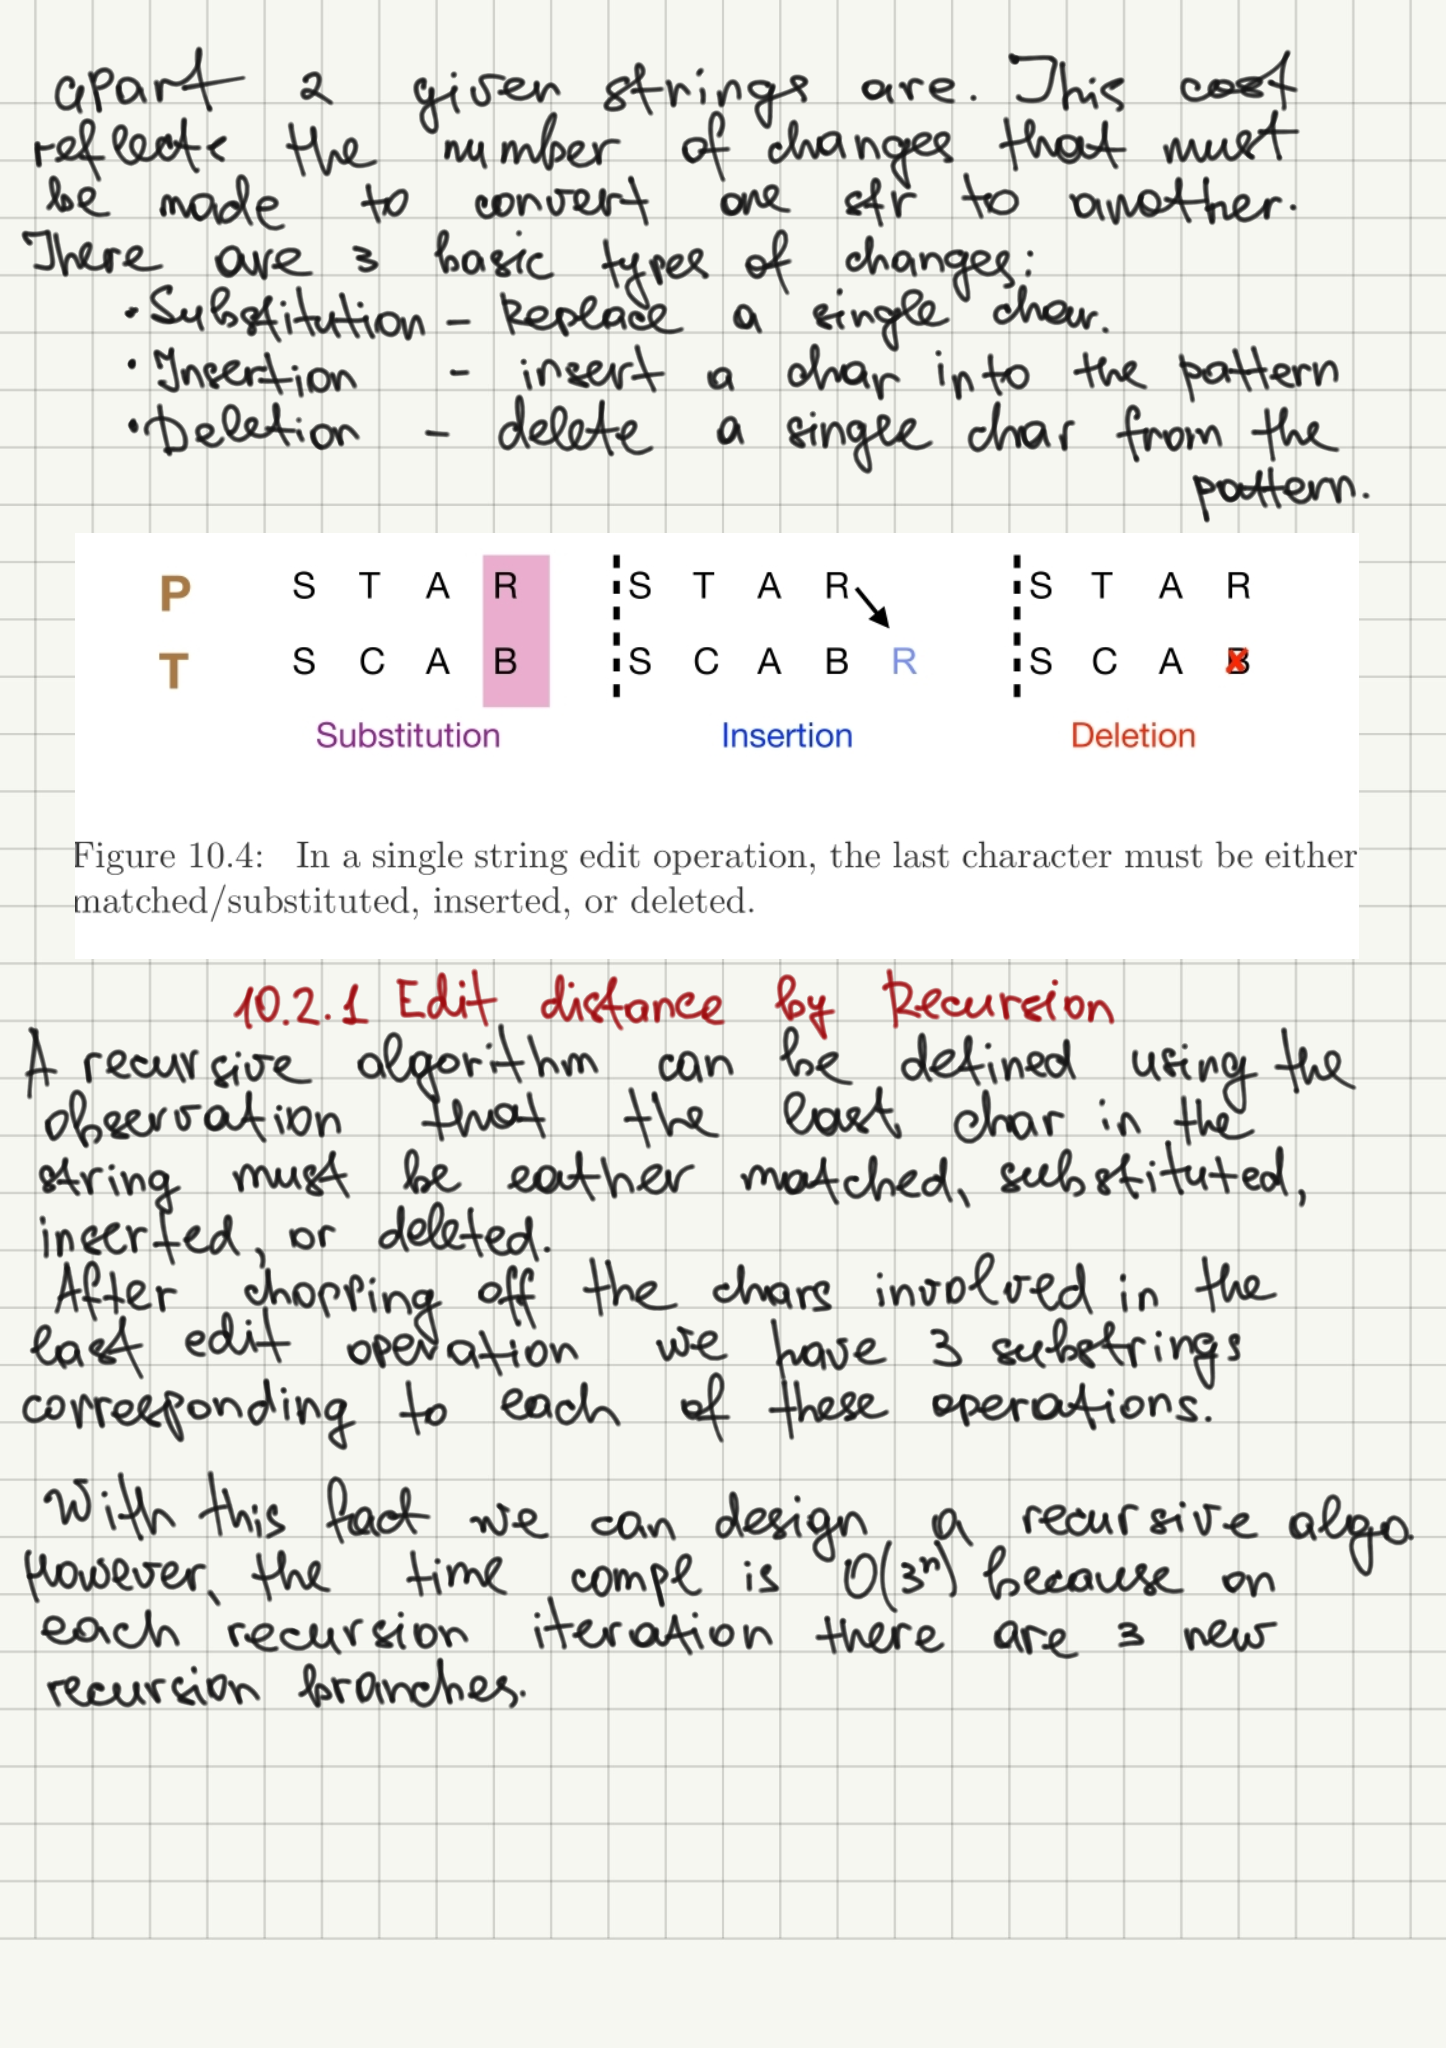 apart 2 given strings are. This cost
reflects the number of changes that must
be made to convert one str to another.
There are 3 basic types of changes:
• Substitution - Replace a single char.
• Insertion - insert a char into the pattern
• Deletion - delete a single char from the
pattern.
P S T A R S T A R S T A R
T S C A B S C A B R S C A B
Substitution Insertion Deletion
Figure 10.4: In a single string edit operation, the last character must be either
matched/substituted, inserted, or deleted.
10.2.1 Edit distance by Recursion
A recursive algorithm can be defined using the
observation that the last char in the
string must be eather matched, substituted,
inserted, or deleted.
After chopping off the chars involved in the
last edit operation we have 3 substrings
corresponding to each of these operations.
With this fact we can design a recursive algo.
However, the time compl is O(3ⁿ) because on
each recursion iteration there are 3 new
recursion branches.